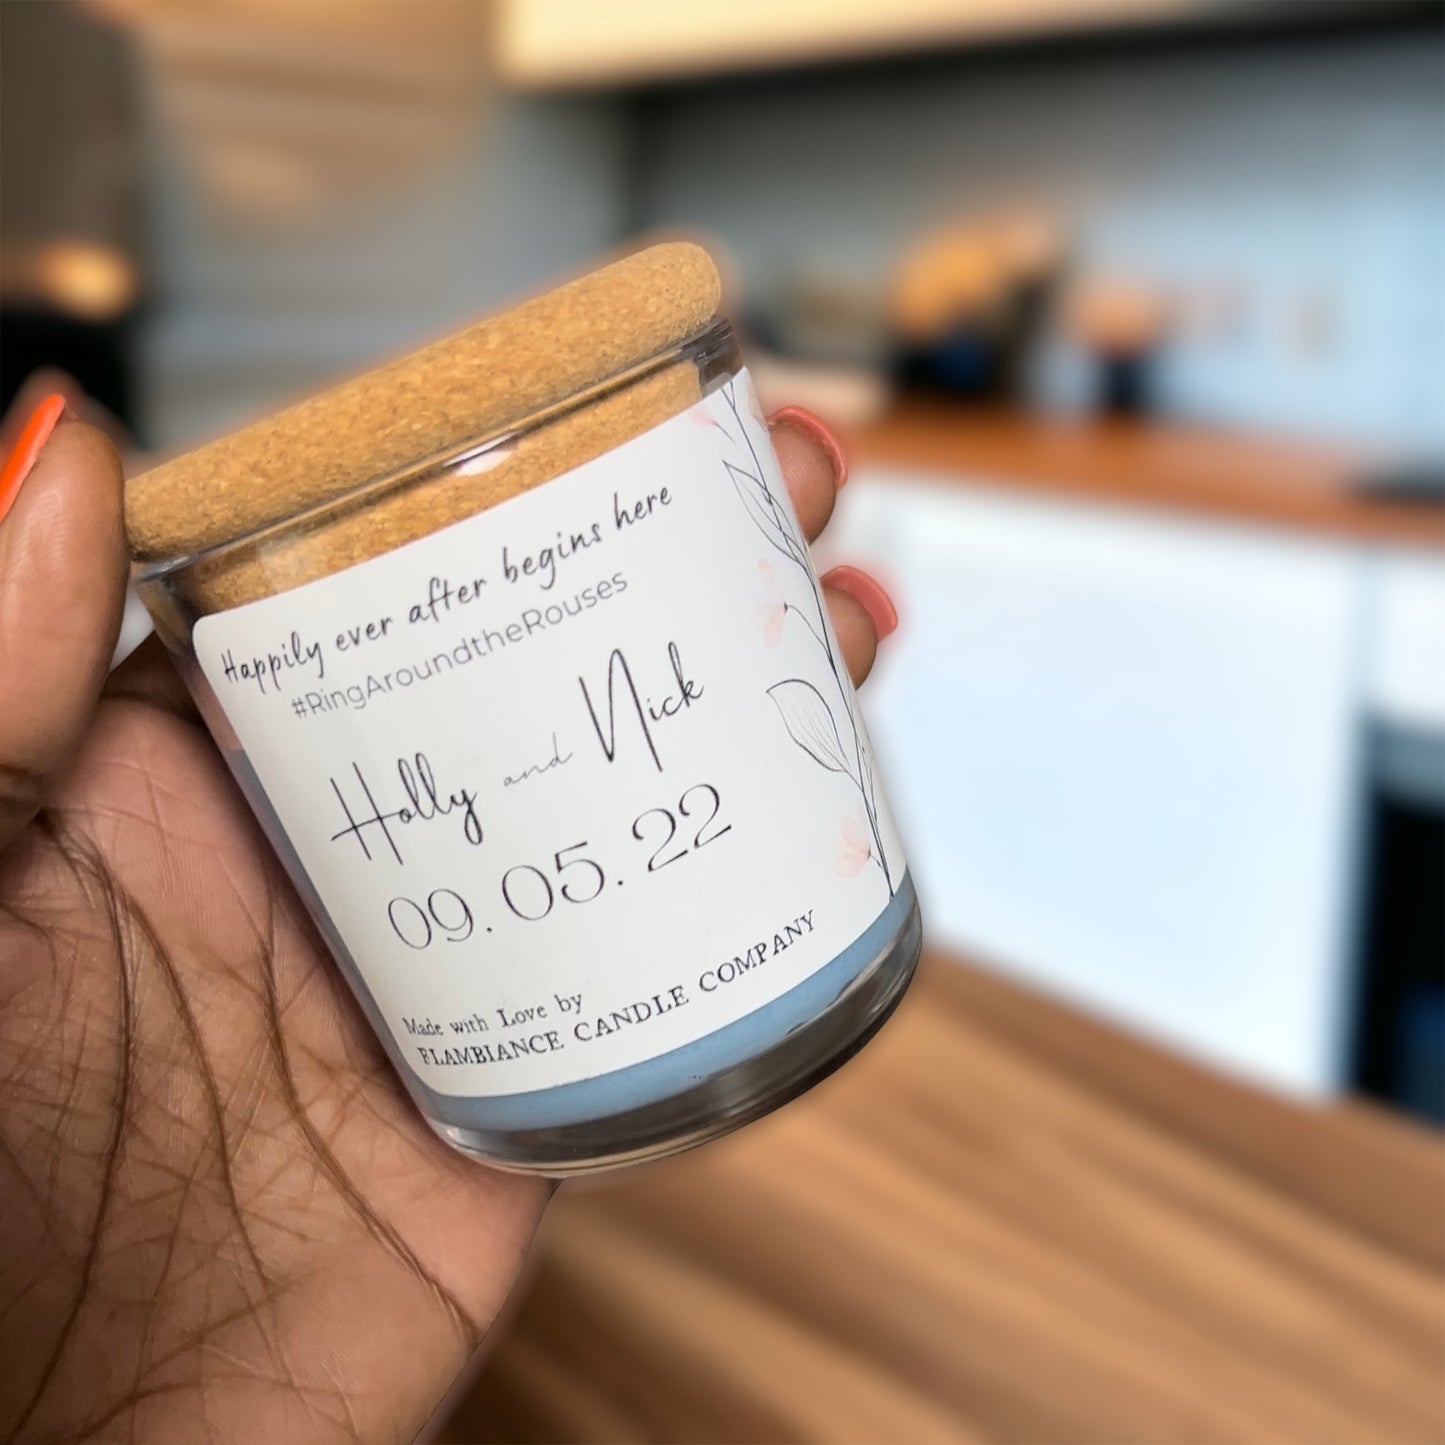 Happily ever after begins here
#RingAroundtheRouses
Holly and Nick
09.05.22
Made with Love by
FLAMBIANCE CANDLE COMPANY